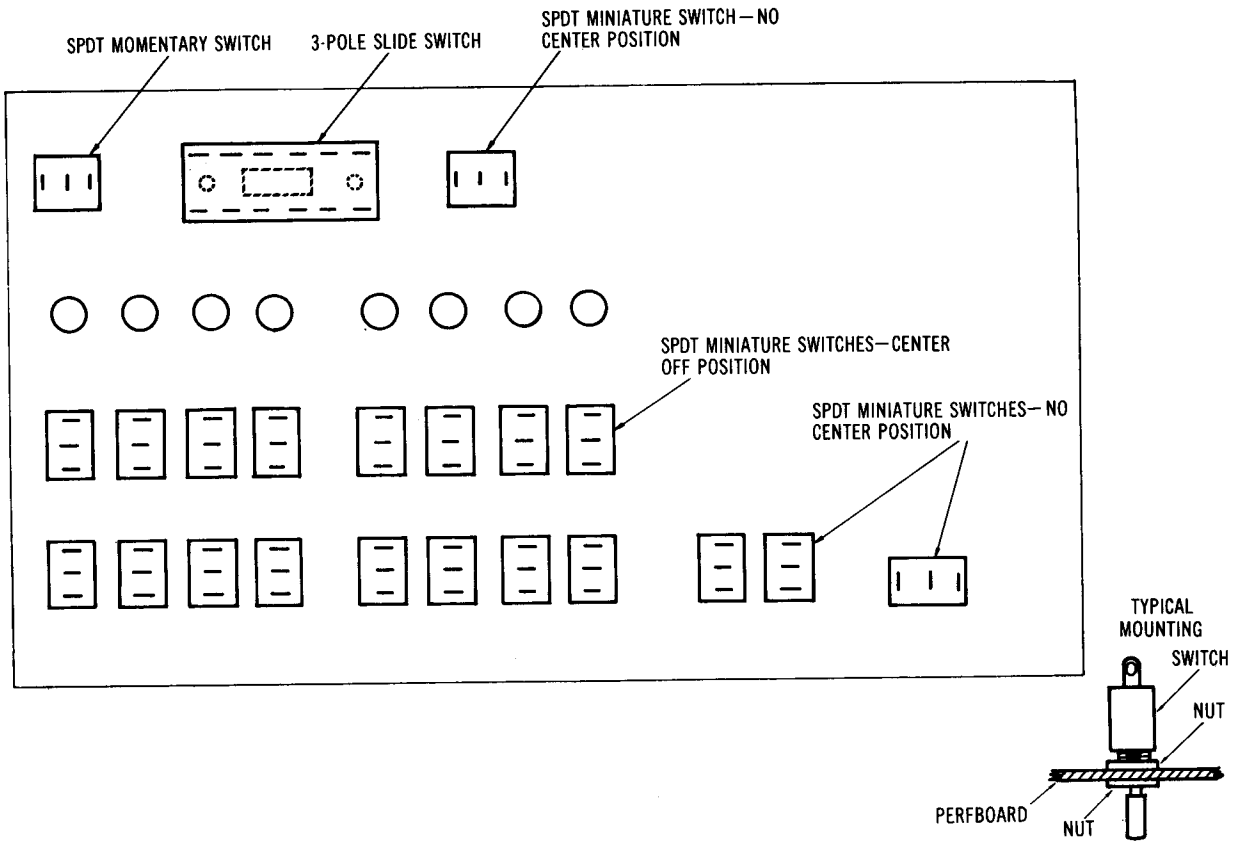 SPDT MOMENTARY SWITCH
3-POLE SLIDE SWITCH
SPDT MINIATURE SWITCH—NO
CENTER POSITION
SPDT MINIATURE SWITCHES—CENTER
OFF POSITION
SPDT MINIATURE SWITCHES—NO
CENTER POSITION
TYPICAL
MOUNTING
SWITCH
NUT
PERFBOARD
NUT